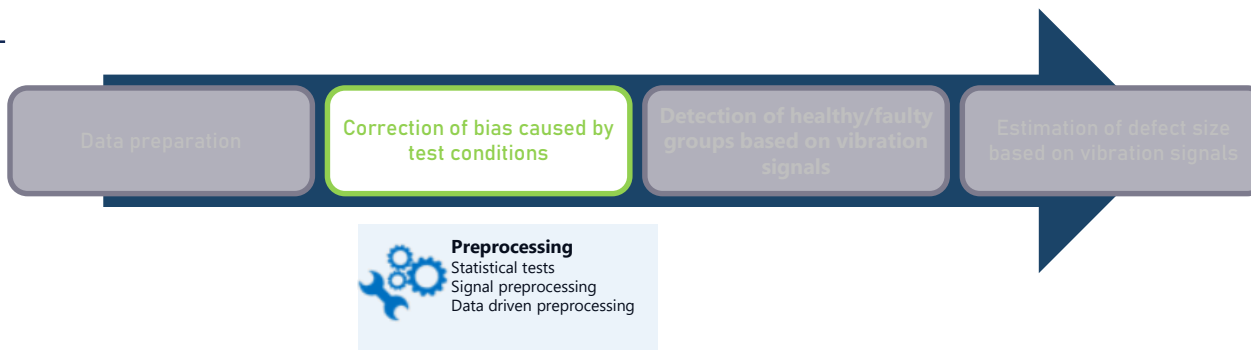 Data preparation
Correction of bias caused by
test conditions
Detection of healthy/faulty
groups based on vibration
signals
Estimation of defect size
based on vibration signals
Preprocessing
Statistical tests
Signal preprocessing
Data driven preprocessing